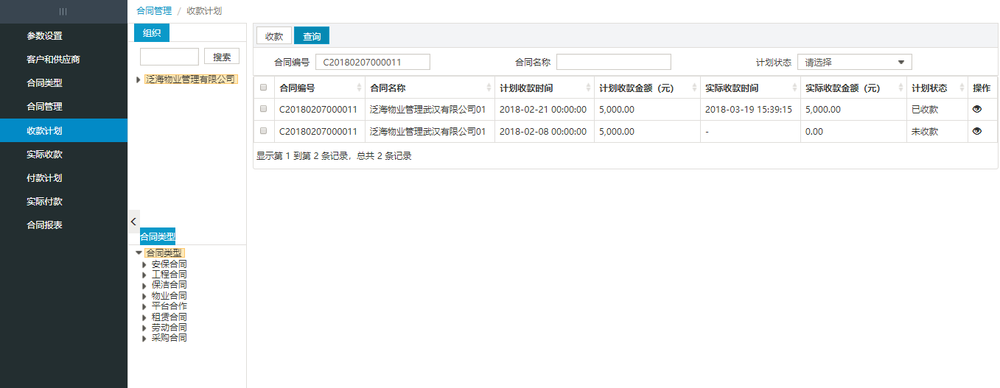 合同管理 / 收款计划
参数设置
客户和供应商
合同类型
合同管理
收款计划
实际收款
付款计划
实际付款
合同报表
组织
搜索
泛海物业管理有限公司
合同类型
合同类型
安保合同
工程合同
保洁合同
物业合同
平台合作
租赁合同
劳动合同
采购合同
收款 查询
合同编号 C20180207000011 合同名称 计划状态 请选择
合同编号 合同名称 计划收款时间 计划收款金额（元） 实际收款时间 实际收款金额（元） 计划状态 操作
C20180207000011 泛海物业管理武汉有限公司01 2018-02-21 00:00:00 5,000.00 2018-03-19 15:39:15 5,000.00 已收款
C20180207000011 泛海物业管理武汉有限公司01 2018-02-08 00:00:00 5,000.00 - 0.00 未收款
显示第 1 到第 2 条记录，总共 2 条记录